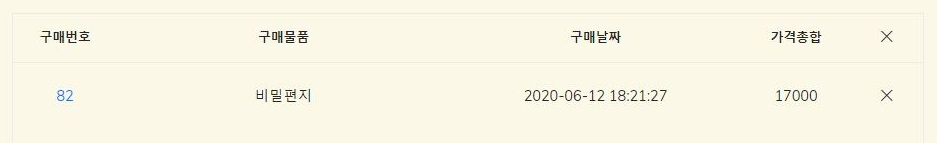 구매번호 구매물품 구매날짜 가격총합 ×
82 비밀편지 2020-06-12 18:21:27 17000 ×